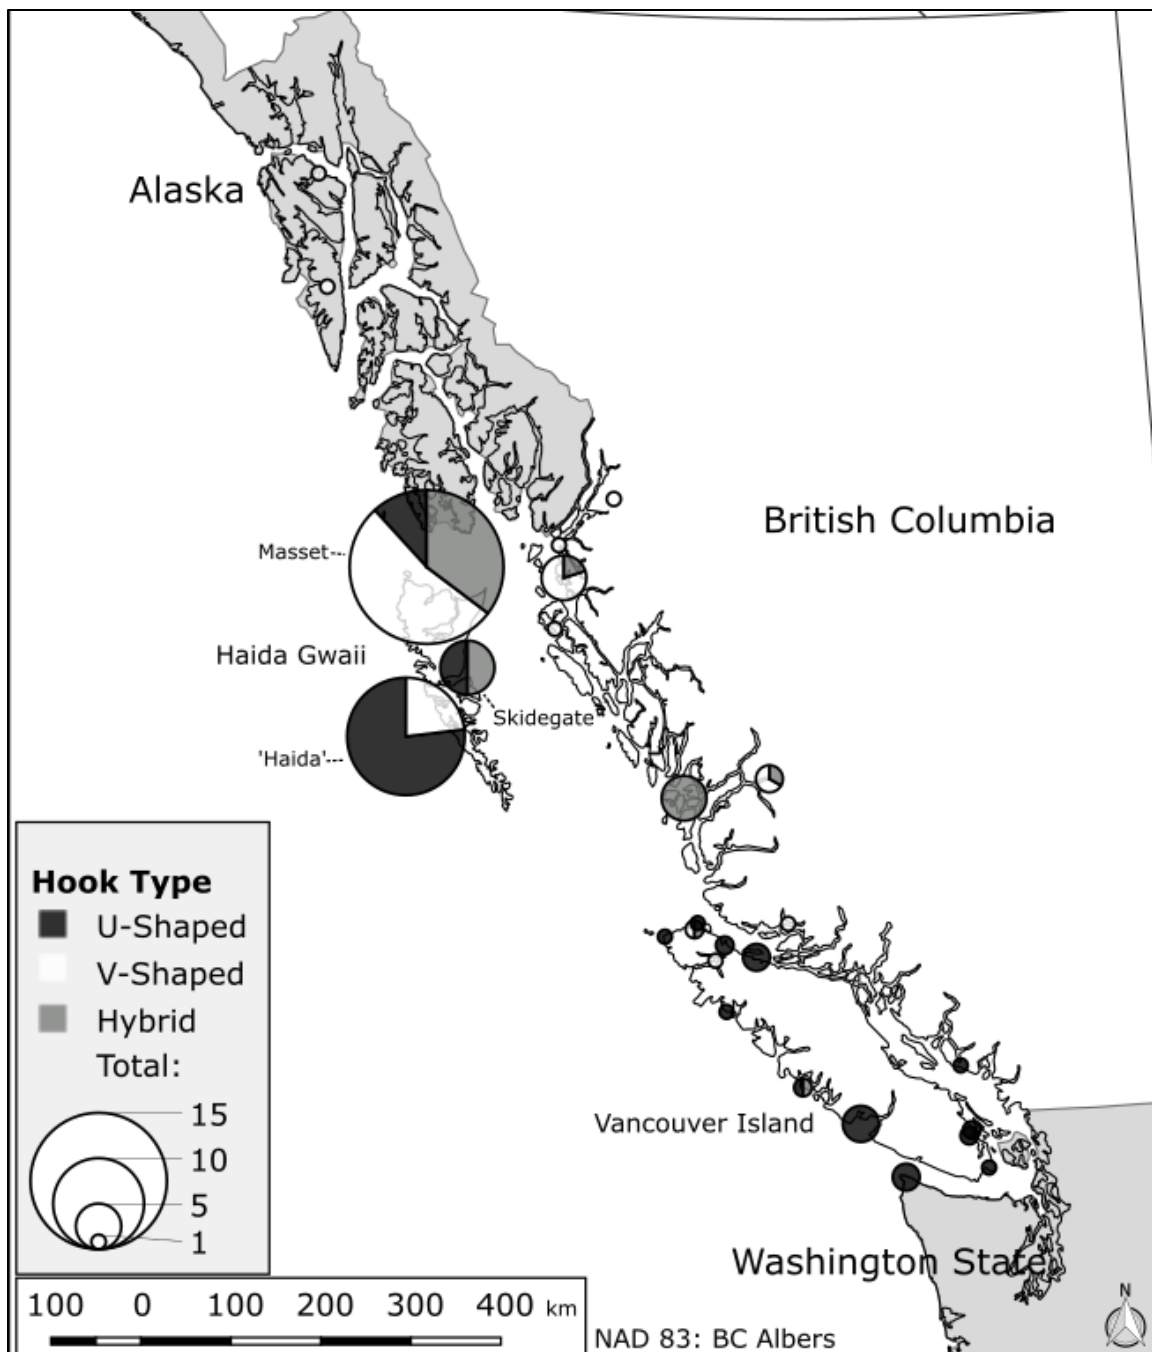 Alaska
British Columbia
Masset
Haida Gwaii
Skidegate
'Haida'
Hook Type
U-Shaped
V-Shaped
Hybrid
Total:
15
10
5
1
Vancouver Island
Washington State
100 0 100 200 300 400 km
NAD 83: BC Albers
N